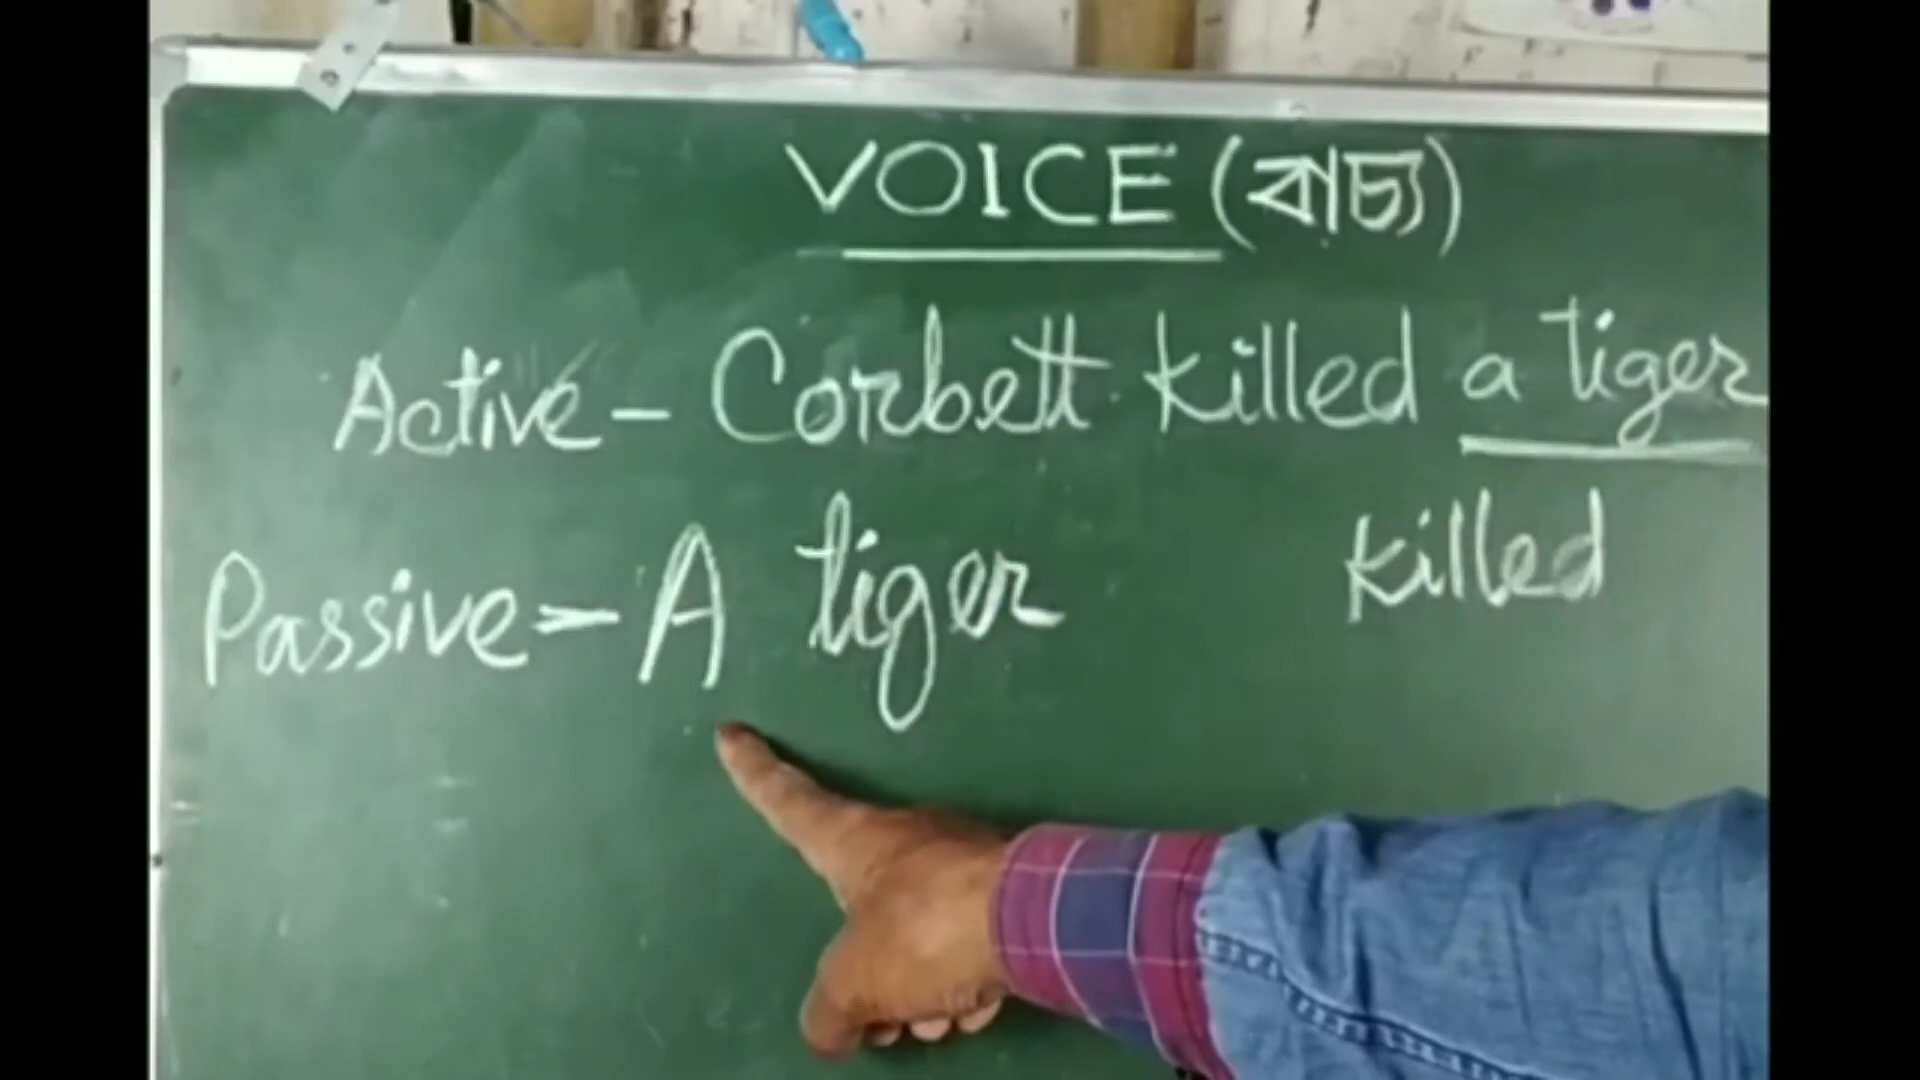 VOICE (বাচ্য)
Active - Corbett killed a tiger
Passive - A tiger killed